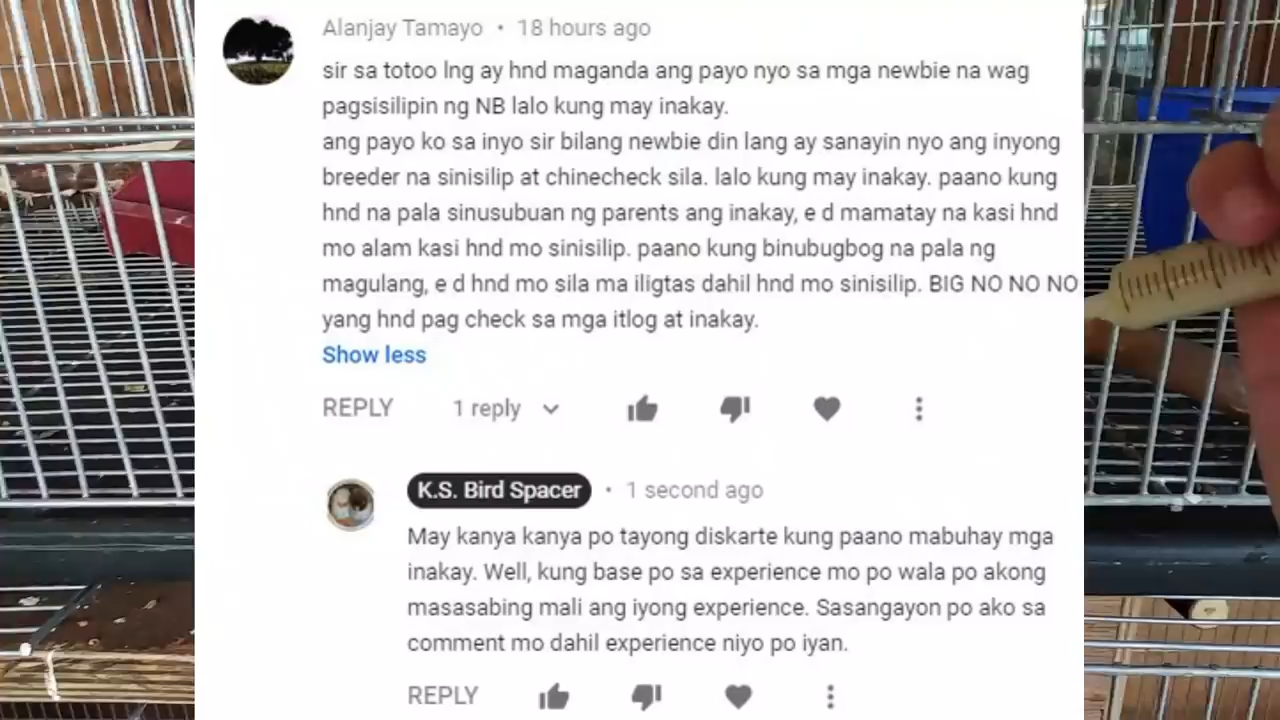 Alanjay Tamayo • 18 hours ago
sir sa totoo lng ay hnd maganda ang payo nyo sa mga newbie na wag
pagsisilipin ng NB lalo kung may inakay.
ang payo ko sa inyo sir bilang newbie din lang ay sanayin nyo ang inyong
breeder na sinisilip at chinecheck sila. lalo kung may inakay. paano kung
hnd na pala sinusubuan ng parents ang inakay, e d mamatay na kasi hnd
mo alam kasi hnd mo sinisilip. paano kung binubugbog na pala ng
magulang, e d hnd mo sila ma iligtas dahil hnd mo sinisilip. BIG NO NO NO
yang hnd pag check sa mga itlog at inakay.
Show less
REPLY 1 reply
K.S. Bird Spacer • 1 second ago
May kanya kanya po tayong diskarte kung paano mabuhay mga
inakay. Well, kung base po sa experience mo po wala po akong
masasabing mali ang iyong experience. Sasangayon po ako sa
comment mo dahil experience niyo po iyan.
REPLY